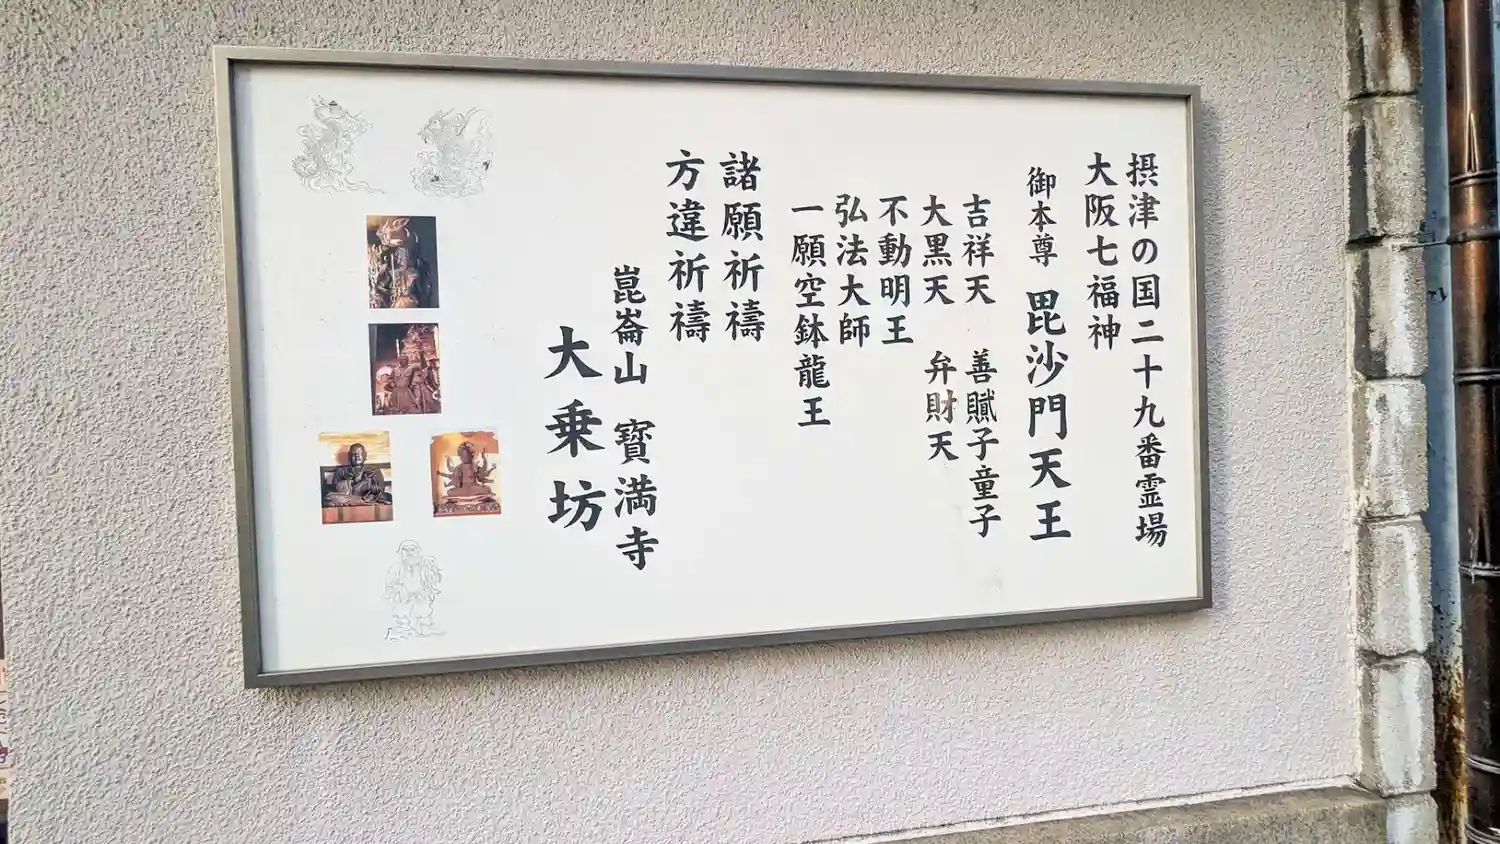 摂津の国二十九番霊場
大阪七福神
御本尊 毘沙門天王
吉祥天 善膩子童子
大黒天 弁財天
不動明王
弘法大師
一願空鉢龍王
諸願祈禱
方違祈禱
崑崙山 寶満寺
大乗坊